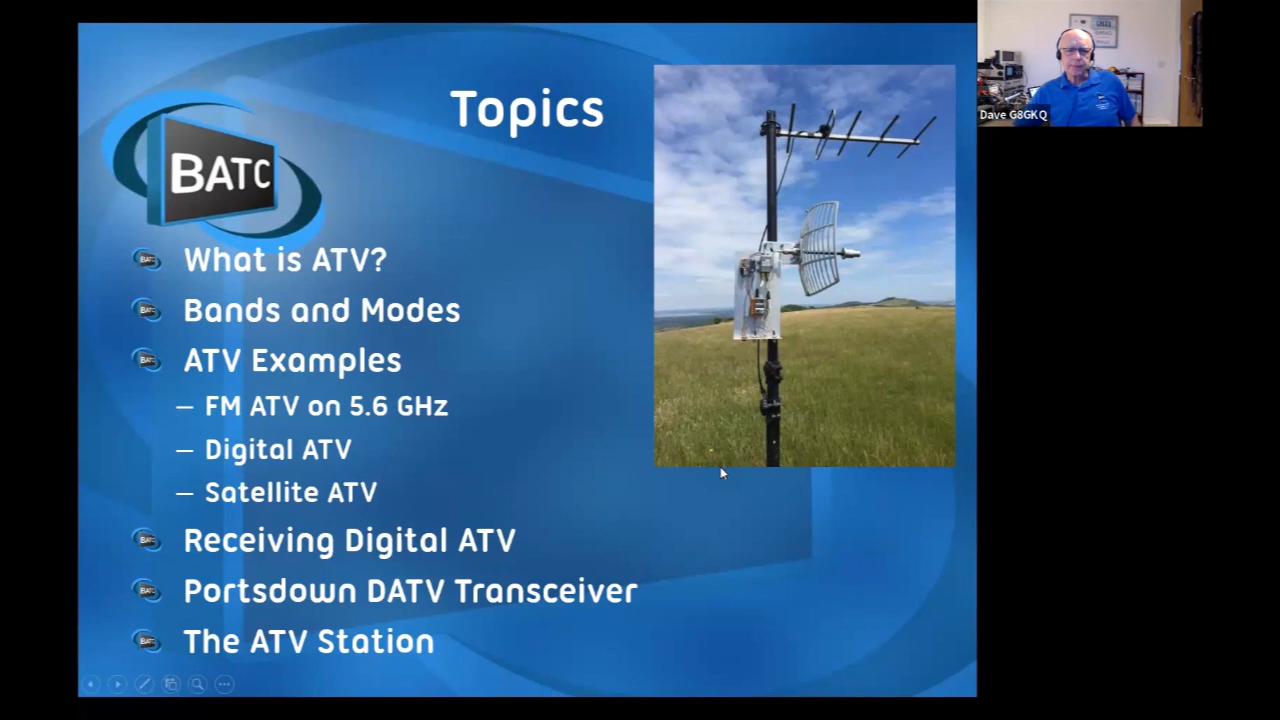 Topics
BATC
What is ATV?
Bands and Modes
ATV Examples
– FM ATV on 5.6 GHz
– Digital ATV
– Satellite ATV
Receiving Digital ATV
Portsdown DATV Transceiver
The ATV Station
Dave G8GKQ